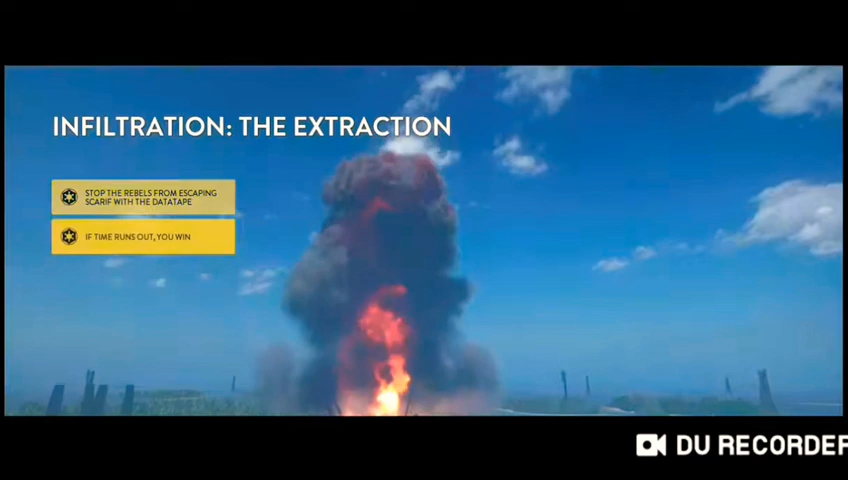 INFILTRATION: THE EXTRACTION
STOP THE REBELS FROM ESCAPING
SCARIF WITH THE DATATAPE
IF TIME RUNS OUT, YOU WIN
DU RECORDER